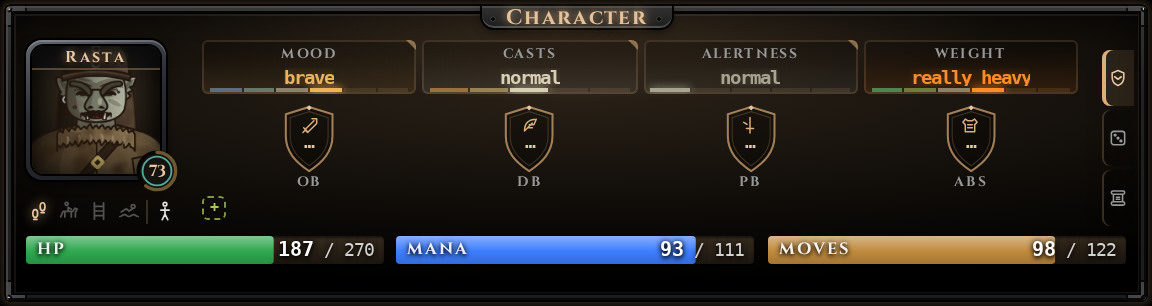 CHARACTER
RASTA
73
MOOD
brave
CASTS
normal
ALERTNESS
normal
WEIGHT
really heavy
...
OB
...
DB
...
PB
...
ABS
HP 187 / 270
MANA 93 / 111
MOVES 98 / 122